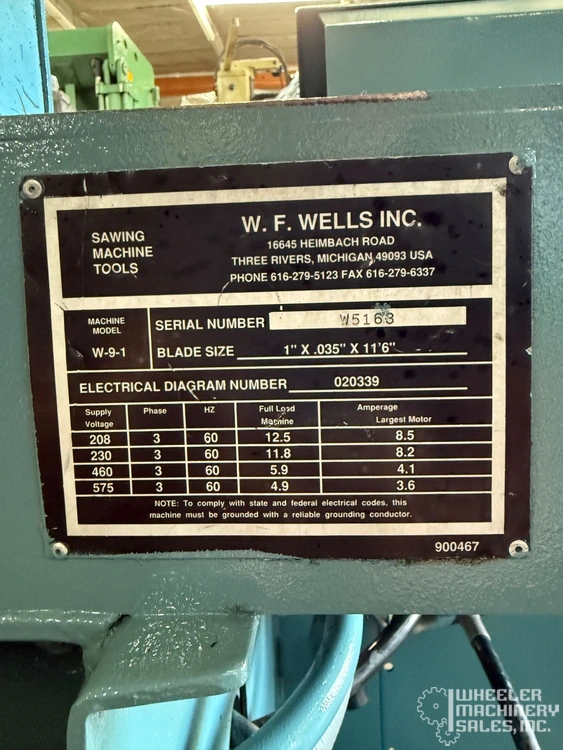 W. F. WELLS INC.
16645 HEIMBACH ROAD
THREE RIVERS, MICHIGAN 49093 USA
PHONE 616-279-5123 FAX 616-279-6337
SAWING
MACHINE
TOOLS
MACHINE
MODEL
W-9-1
SERIAL NUMBER W5163
BLADE SIZE 1" X .035" X 11'6"
ELECTRICAL DIAGRAM NUMBER 020339
Supply Voltage Phase HZ Full Load Machine Amperage Largest Motor
208 3 60 12.5 8.5
230 3 60 11.8 8.2
460 3 60 5.9 4.1
575 3 60 4.9 3.6
NOTE: To comply with state and federal electrical codes, this
machine must be grounded with a reliable grounding conductor.
900467
WHEELER
MACHINERY
SALES, INC.